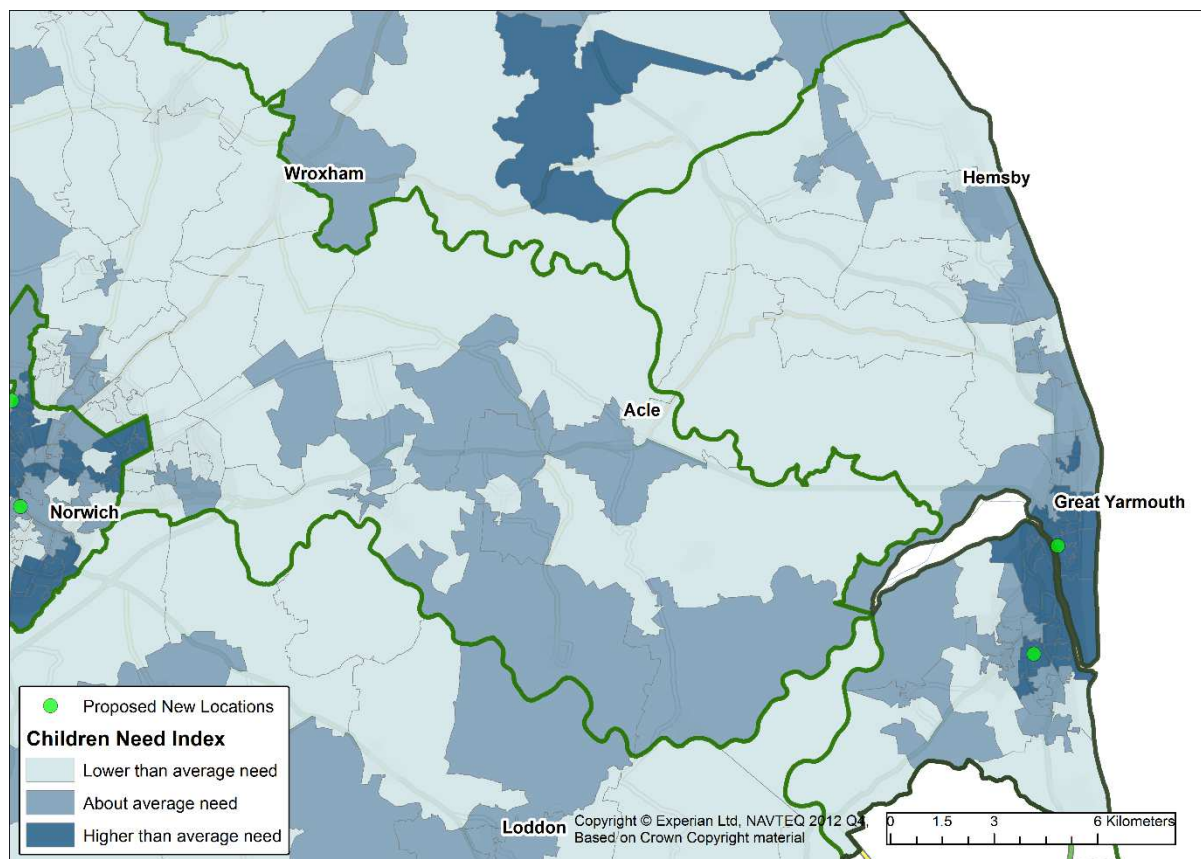 Wroxham
Hemsby
Acle
Norwich
Great Yarmouth
Loddon
Proposed New Locations
Children Need Index
Lower than average need
About average need
Higher than average need
Copyright © Experian Ltd, NAVTEQ 2012 Q4,
Based on Crown Copyright material
0 1.5 3 6 Kilometers